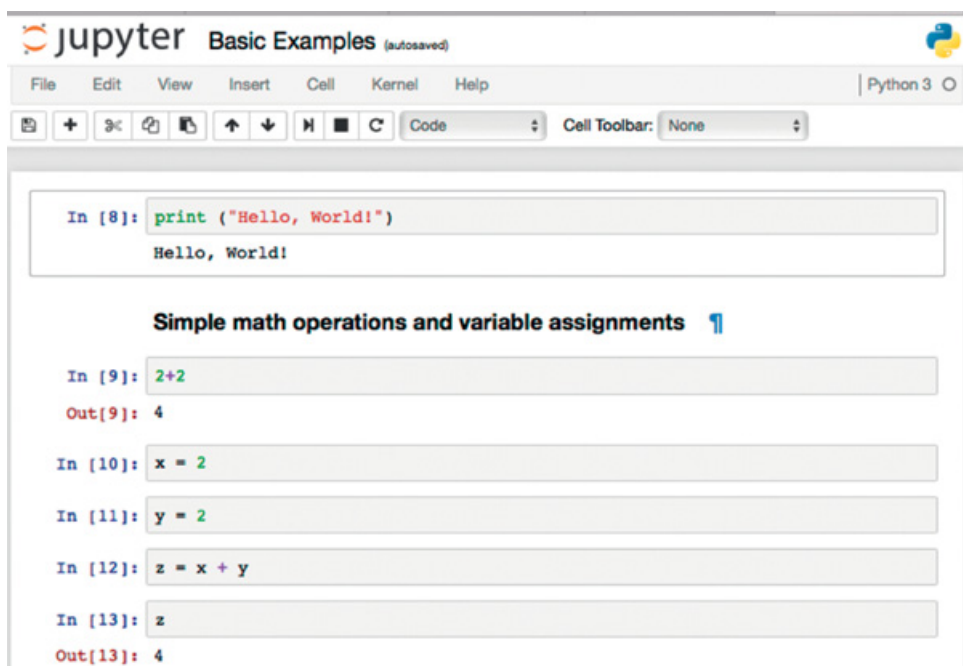 jupyter Basic Examples (autosaved)
File Edit View Insert Cell Kernel Help Python 3
Code Cell Toolbar: None
In [8]: print ("Hello, World!")
Hello, World!
Simple math operations and variable assignments ¶
In [9]: 2+2
Out[9]: 4
In [10]: x = 2
In [11]: y = 2
In [12]: z = x + y
In [13]: z
Out[13]: 4